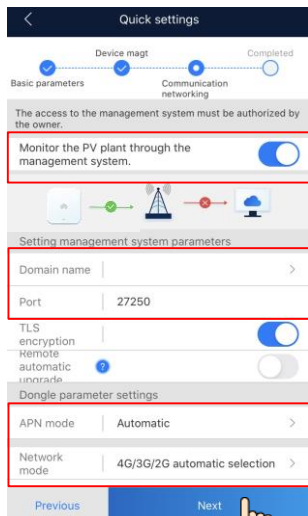 Quick settings
Device magt
Completed
Basic parameters
Communication
networking
The access to the management system must be authorized by
the owner.
Monitor the PV plant through the
management system.
Setting management system parameters
Domain name
Port
27250
TLS
encryption
Remote
automatic
upgrade
Dongle parameter settings
APN mode
Automatic
Network
mode
4G/3G/2G automatic selection
Previous
Next